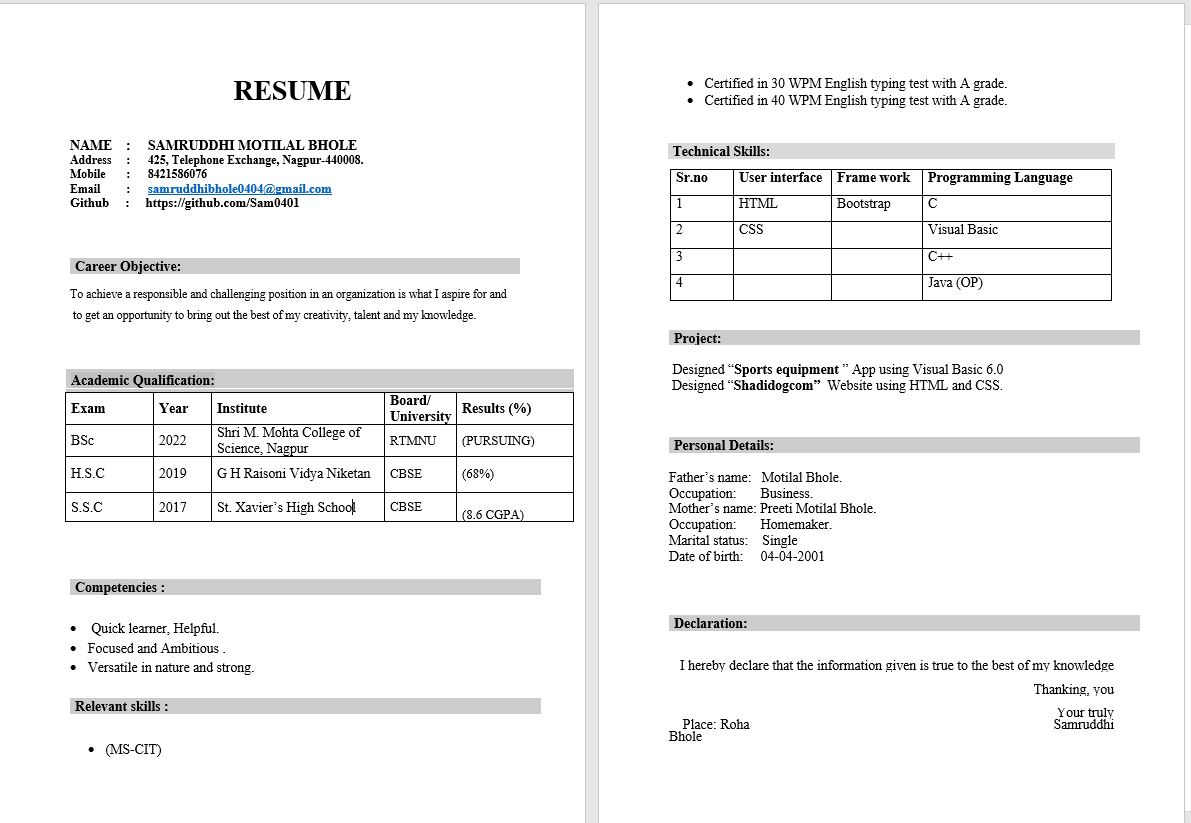 RESUME
NAME : SAMRUDDHI MOTILAL BHOLE
Address : 425, Telephone Exchange, Nagpur-440008.
Mobile : 8421586076
Email : samruddhibhole0404@gmail.com
Github : https://github.com/Sam0401
Career Objective:
To achieve a responsible and challenging position in an organization is what I aspire for and
to get an opportunity to bring out the best of my creativity, talent and my knowledge.
Academic Qualification:
Exam Year Institute Board/ University Results (%)
BSc 2022 Shri M. Mohta College of Science, Nagpur RTMNU (PURSUING)
H.S.C 2019 G H Raisoni Vidya Niketan CBSE (68%)
S.S.C 2017 St. Xavier’s High School CBSE (8.6 CGPA)
Competencies :
• Quick learner, Helpful.
• Focused and Ambitious .
• Versatile in nature and strong.
Relevant skills :
• (MS-CIT)
• Certified in 30 WPM English typing test with A grade.
• Certified in 40 WPM English typing test with A grade.
Technical Skills:
Sr.no User interface Frame work Programming Language
1 HTML Bootstrap C
2 CSS Visual Basic
3 C++
4 Java (OP)
Project:
Designed “Sports equipment ” App using Visual Basic 6.0
Designed “Shadidogcom” Website using HTML and CSS.
Personal Details:
Father’s name: Motilal Bhole.
Occupation: Business.
Mother’s name: Preeti Motilal Bhole.
Occupation: Homemaker.
Marital status: Single
Date of birth: 04-04-2001
Declaration:
I hereby declare that the information given is true to the best of my knowledge
Thanking, you
Your truly
Place: Roha Samruddhi
Bhole